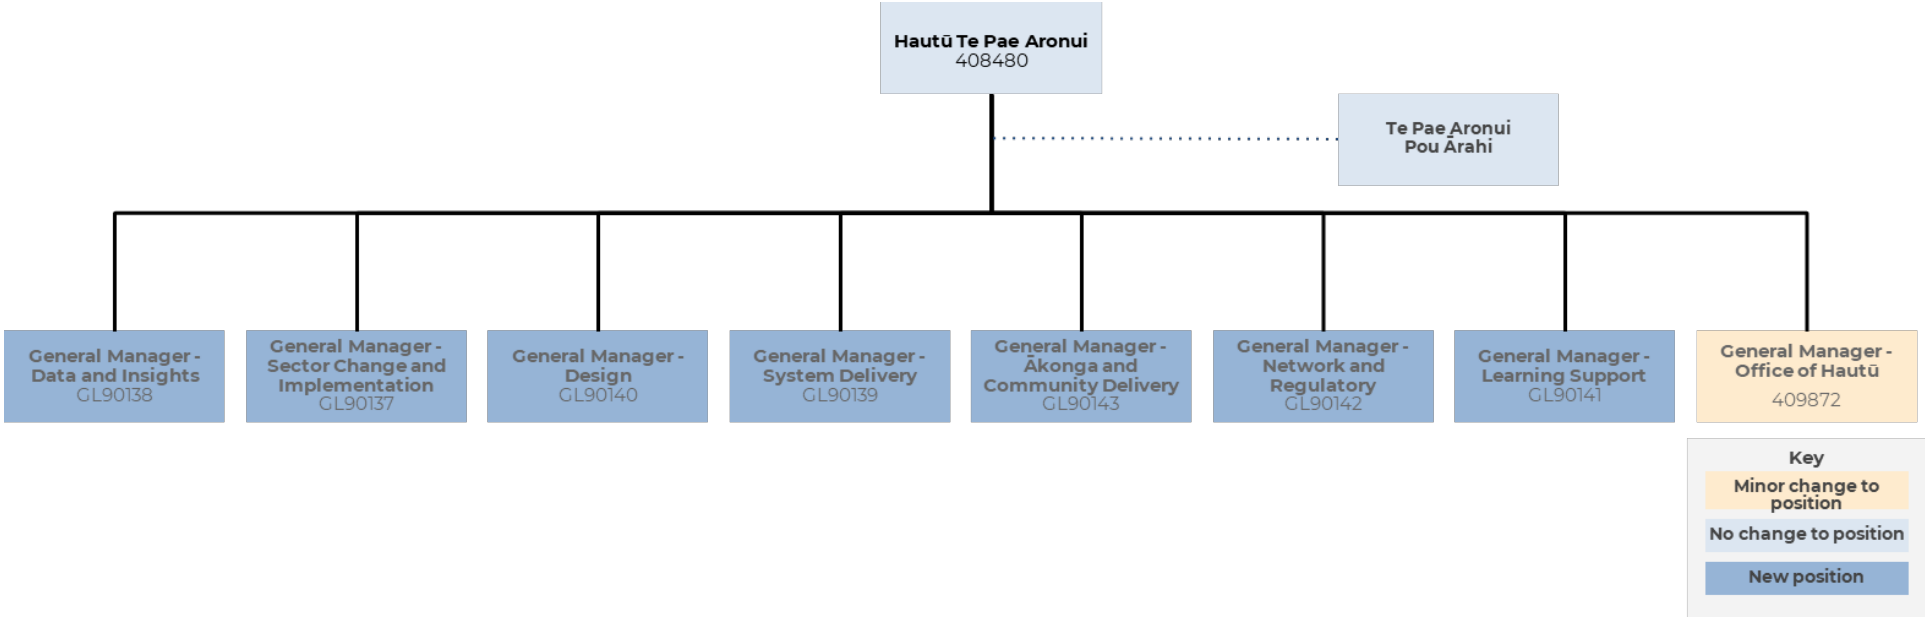 Hautū Te Pae Aronui
408480
Te Pae Aronui
Pou Ārahi
General Manager -
Data and Insights
GL90138
General Manager -
Sector Change and
Implementation
GL90137
General Manager -
Design
GL90140
General Manager -
System Delivery
GL90139
General Manager -
Ākonga and
Community Delivery
GL90143
General Manager -
Network and
Regulatory
GL90142
General Manager -
Learning Support
GL90141
General Manager -
Office of Hautū
409872
Key
Minor change to
position
No change to position
New position